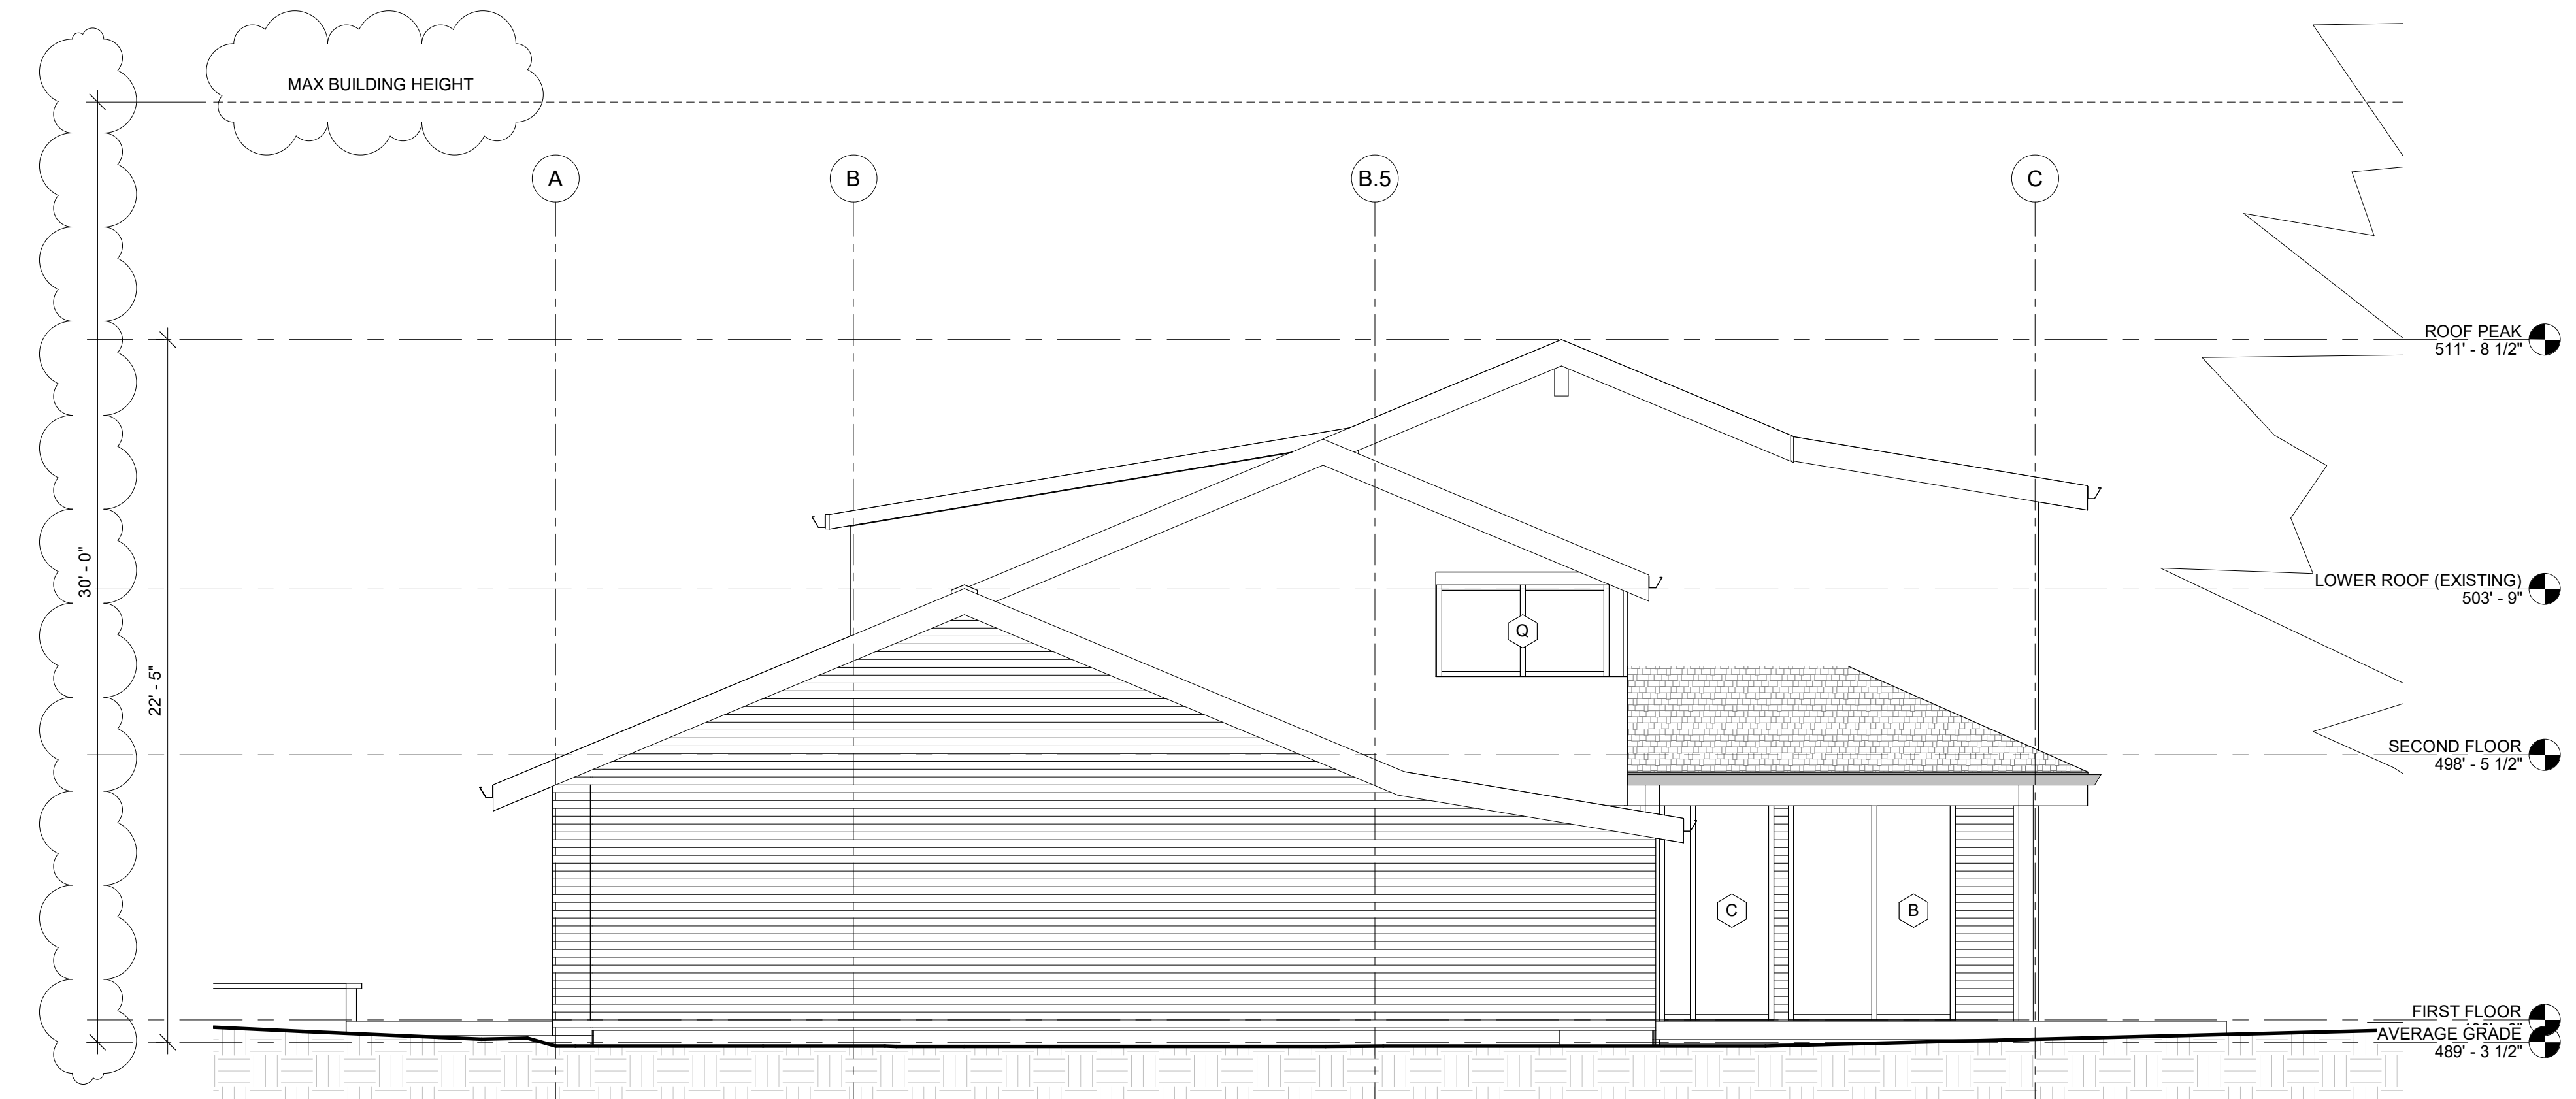 MAX BUILDING HEIGHT
A
B
B.5
C
ROOF PEAK
511' - 8 1/2"
30' - 0"
LOWER ROOF (EXISTING)
503' - 9"
Q
22' - 5"
SECOND FLOOR
498' - 5 1/2"
C
B
FIRST FLOOR
AVERAGE GRADE
489' - 3 1/2"